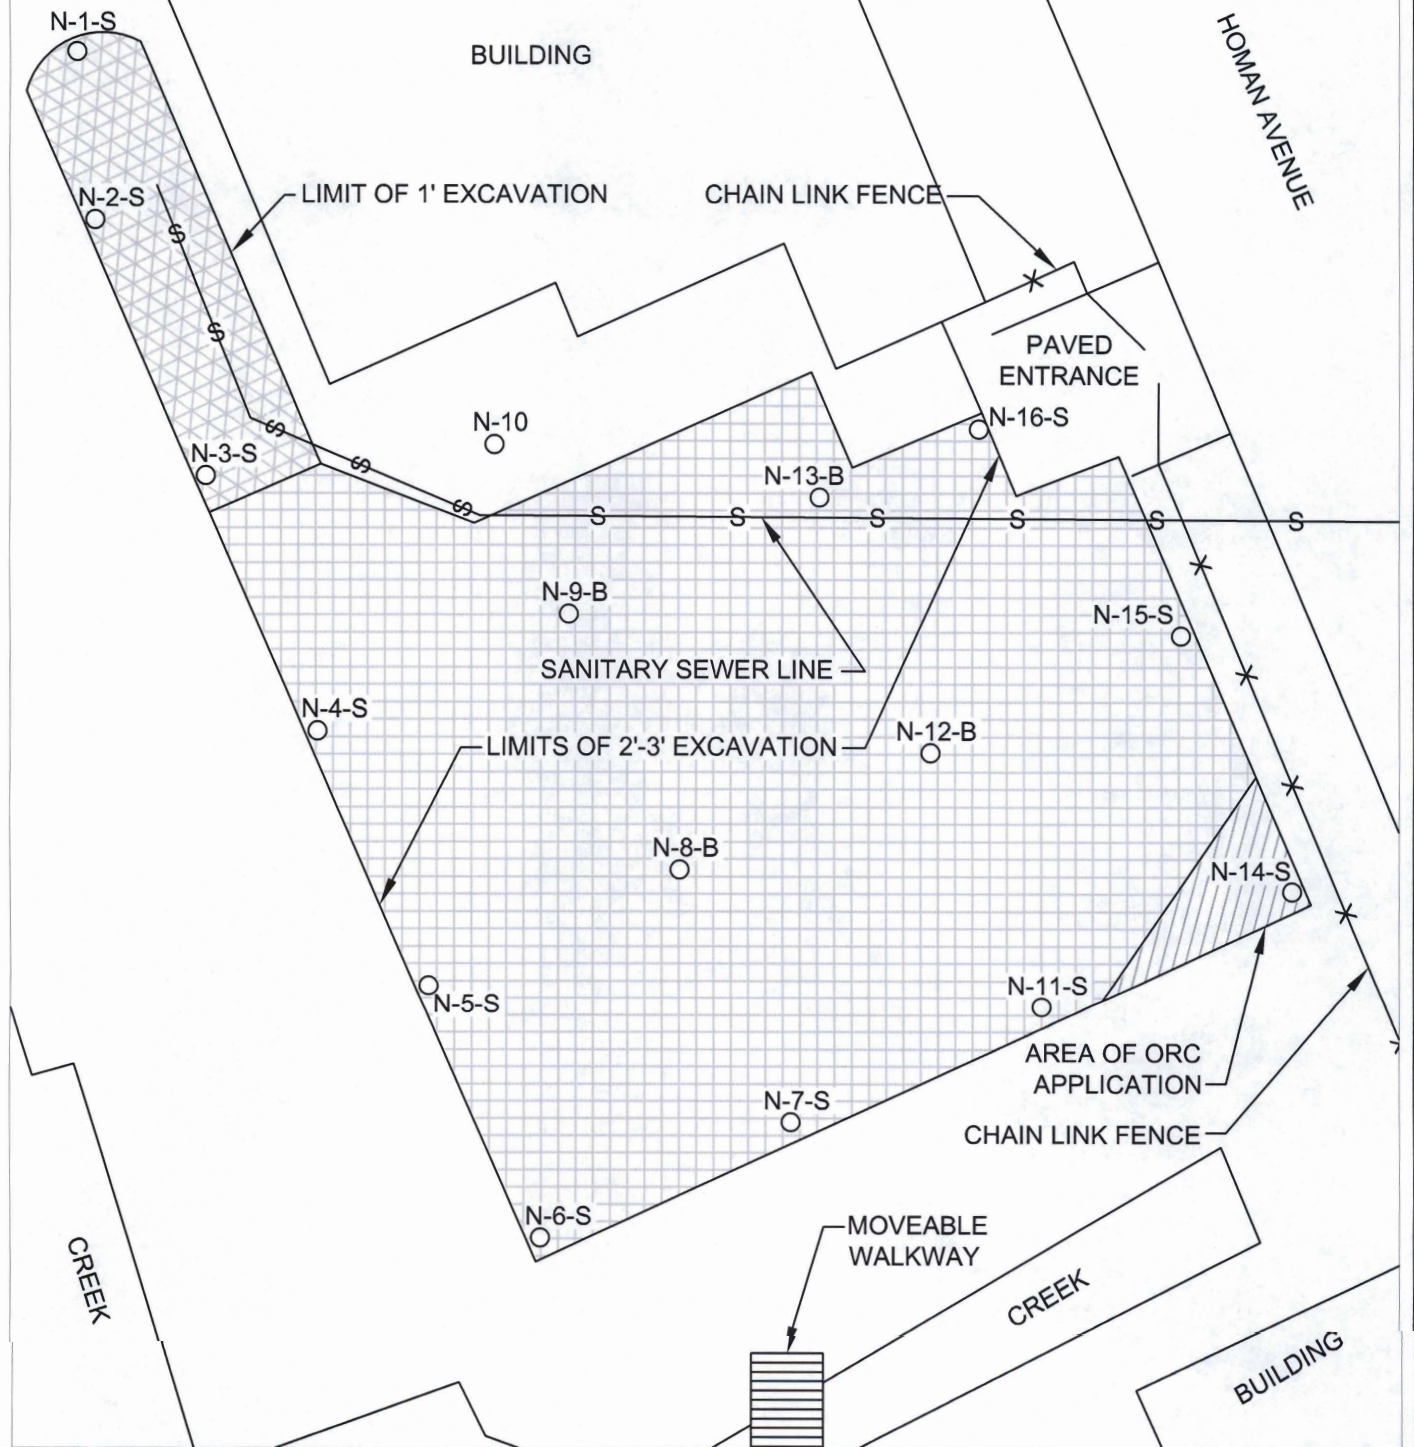 N-1-S
BUILDING
HOMAN AVENUE
N-2-S
LIMIT OF 1' EXCAVATION
CHAIN LINK FENCE
S
S
PAVED
ENTRANCE
N-10
N-16-S
S
N-3-S
S
N-13-B
S
S
S
S
S
S
S
N-9-B
N-15-S
SANITARY SEWER LINE
N-4-S
LIMITS OF 2'-3' EXCAVATION
N-12-B
N-8-B
N-14-S
N-5-S
N-11-S
AREA OF ORC
APPLICATION
N-7-S
CHAIN LINK FENCE
N-6-S
MOVEABLE
WALKWAY
CREEK
CREEK
BUILDING